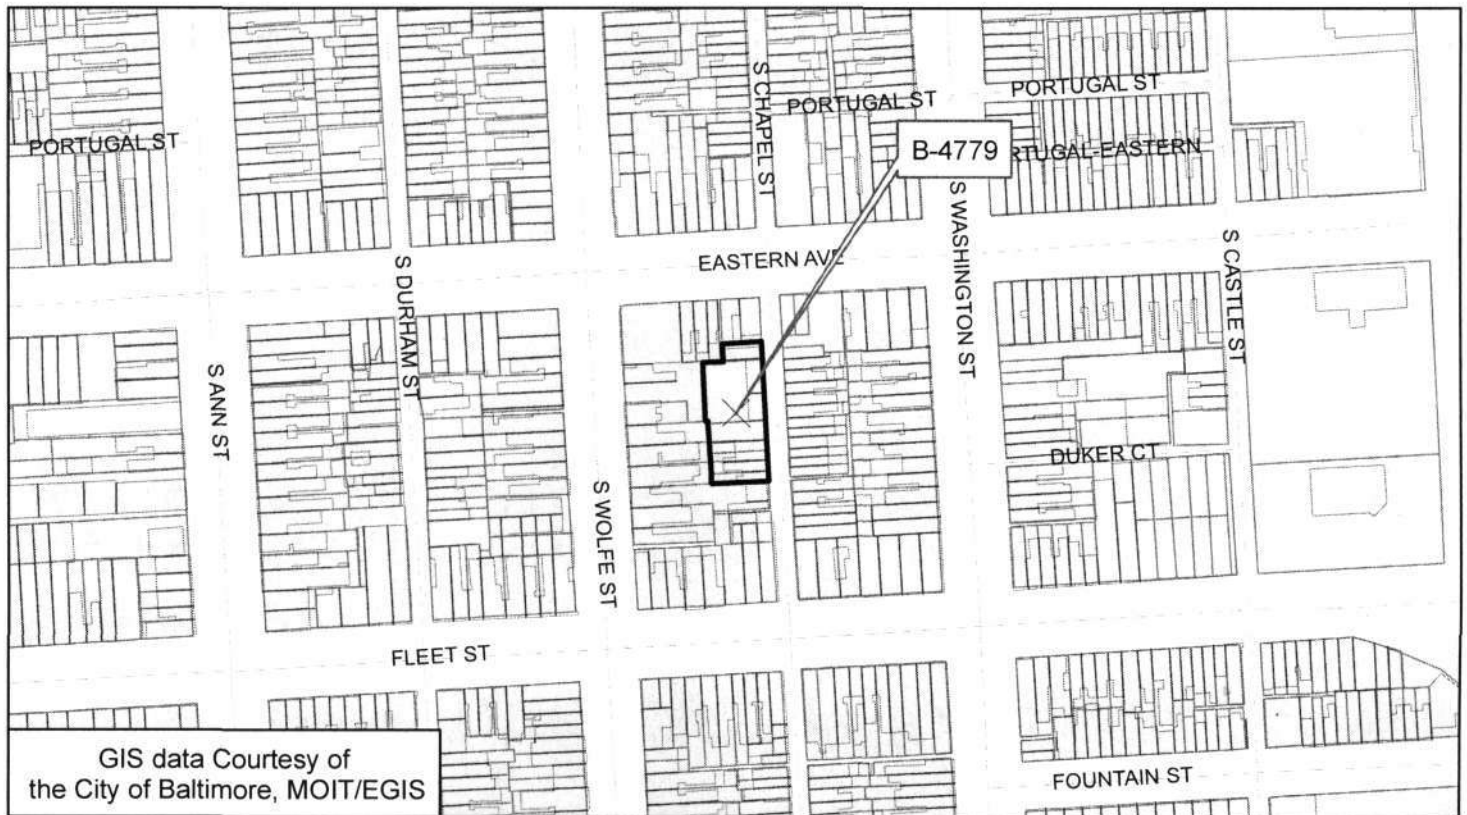 S CHAPEL ST
PORTUGAL ST
PORTUGAL ST
PORTUGAL ST
B-4779
RTUGAL-EASTERN
S WASHINGTON ST
EASTERN AVE
S DURHAM ST
S CASTLE ST
S ANN ST
DUKER CT
S WOLFE ST
FLEET ST
GIS data Courtesy of
the City of Baltimore, MOIT/EGIS
FOUNTAIN ST